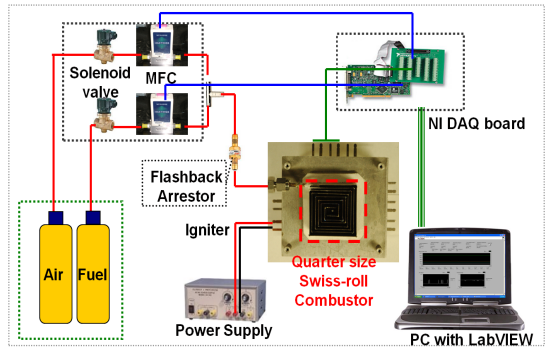 Solenoid
valve
MFC
NI DAQ board
Flashback
Arrestor
Igniter
Air
Fuel
Quarter size
Swiss-roll
Combustor
Power Supply
PC with LabVIEW